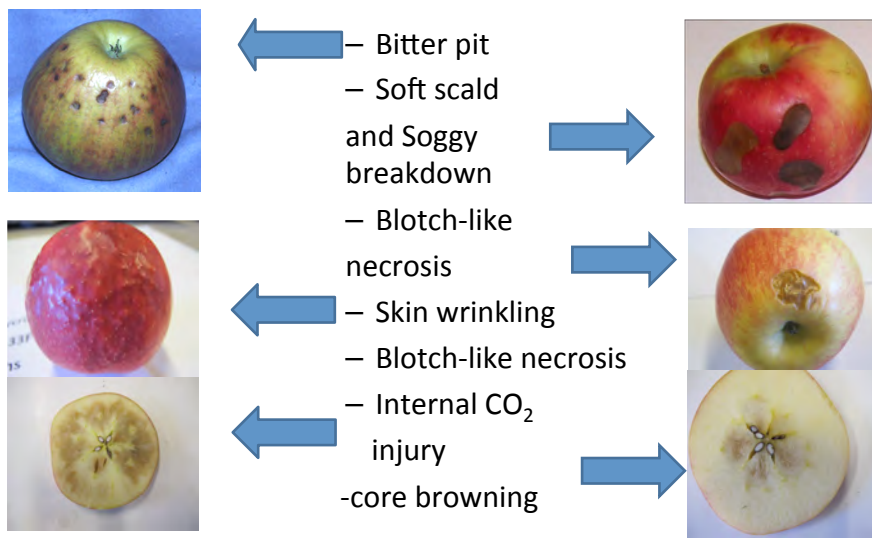 – Bitter pit
– Soft scald
and Soggy
breakdown
– Blotch-like
necrosis
– Skin wrinkling
– Blotch-like necrosis
– Internal CO₂
injury
-core browning